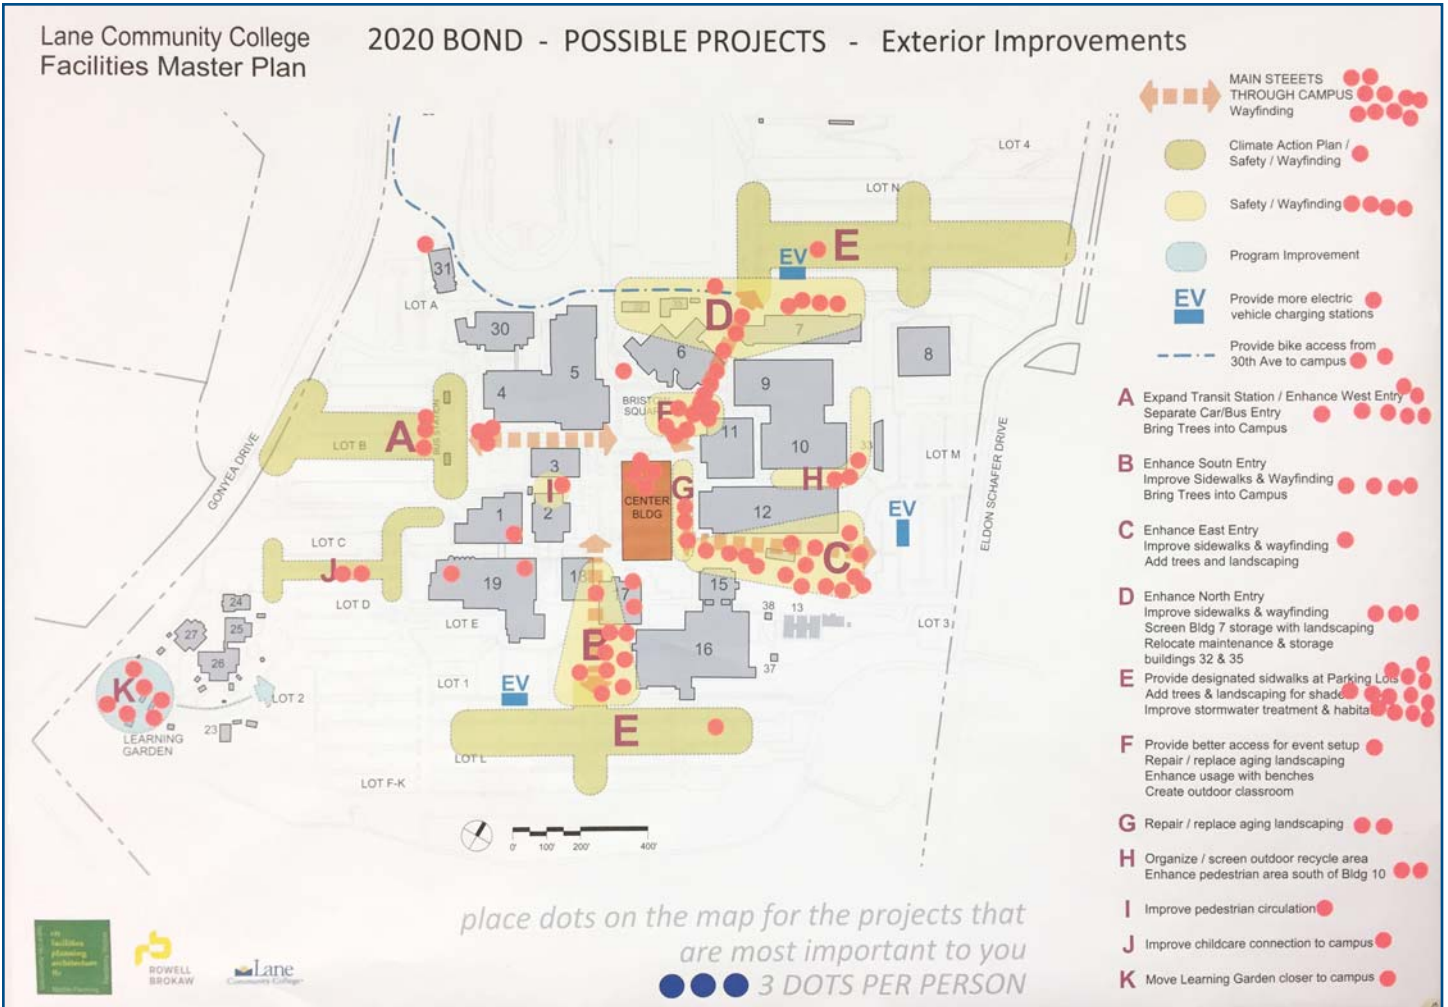 Lane Community College
Facilities Master Plan
2020 BOND - POSSIBLE PROJECTS - Exterior Improvements
MAIN STEEETS
THROUGH CAMPUS
Wayfinding
Climate Action Plan /
Safety / Wayfinding
Safety / Wayfinding
Program Improvement
EV
Provide more electric
vehicle charging stations
Provide bike access from
30th Ave to campus
A Expand Transit Station / Enhance West Entry
Separate Car/Bus Entry
Bring Trees into Campus
B Enhance Soutn Entry
Improve Sidewalks & Wayfinding
Bring Trees into Campus
C Enhance East Entry
Improve sidewalks & wayfinding
Add trees and landscaping
D Enhance North Entry
Improve sidewalks & wayfinding
Screen Bldg 7 storage with landscaping
Relocate maintenance & storage
buildings 32 & 35
E Provide designated sidwalks at Parking Lots
Add trees & landscaping for shade
Improve stormwater treatment & habita
F Provide better access for event setup
Repair / replace aging landscaping
Enhance usage with benches
Create outdoor classroom
G Repair / replace aging landscaping
H Organize / screen outdoor recycle area
Enhance pedestrian area south of Bldg 10
I Improve pedestrian circulation
J Improve childcare connection to campus
K Move Learning Garden closer to campus
LOT 4
LOT N
E
EV
31
LOT A
D
30
5
6
7
8
4
9
BRISTOW
SQUARE
F
11
10
33
A
LOT B
BUS STATION
GONYEA DRIVE
3
I
2
1
CENTER
BLDG
G
H
12
LOT M
EV
ELDON SCHAFER DRIVE
C
LOT C
J
LOT D
19
18
17
15
38
13
LOT E
B
16
37
LOT 3
24
25
27
26
K
LOT 2
23
LEARNING
GARDEN
LOT 1
EV
E
LOT L
LOT F-K
0' 100' 200' 400'
place dots on the map for the projects that
are most important to you
3 DOTS PER PERSON
facilities
planning
architecture
ROWELL
BROKAW
Lane
Community College